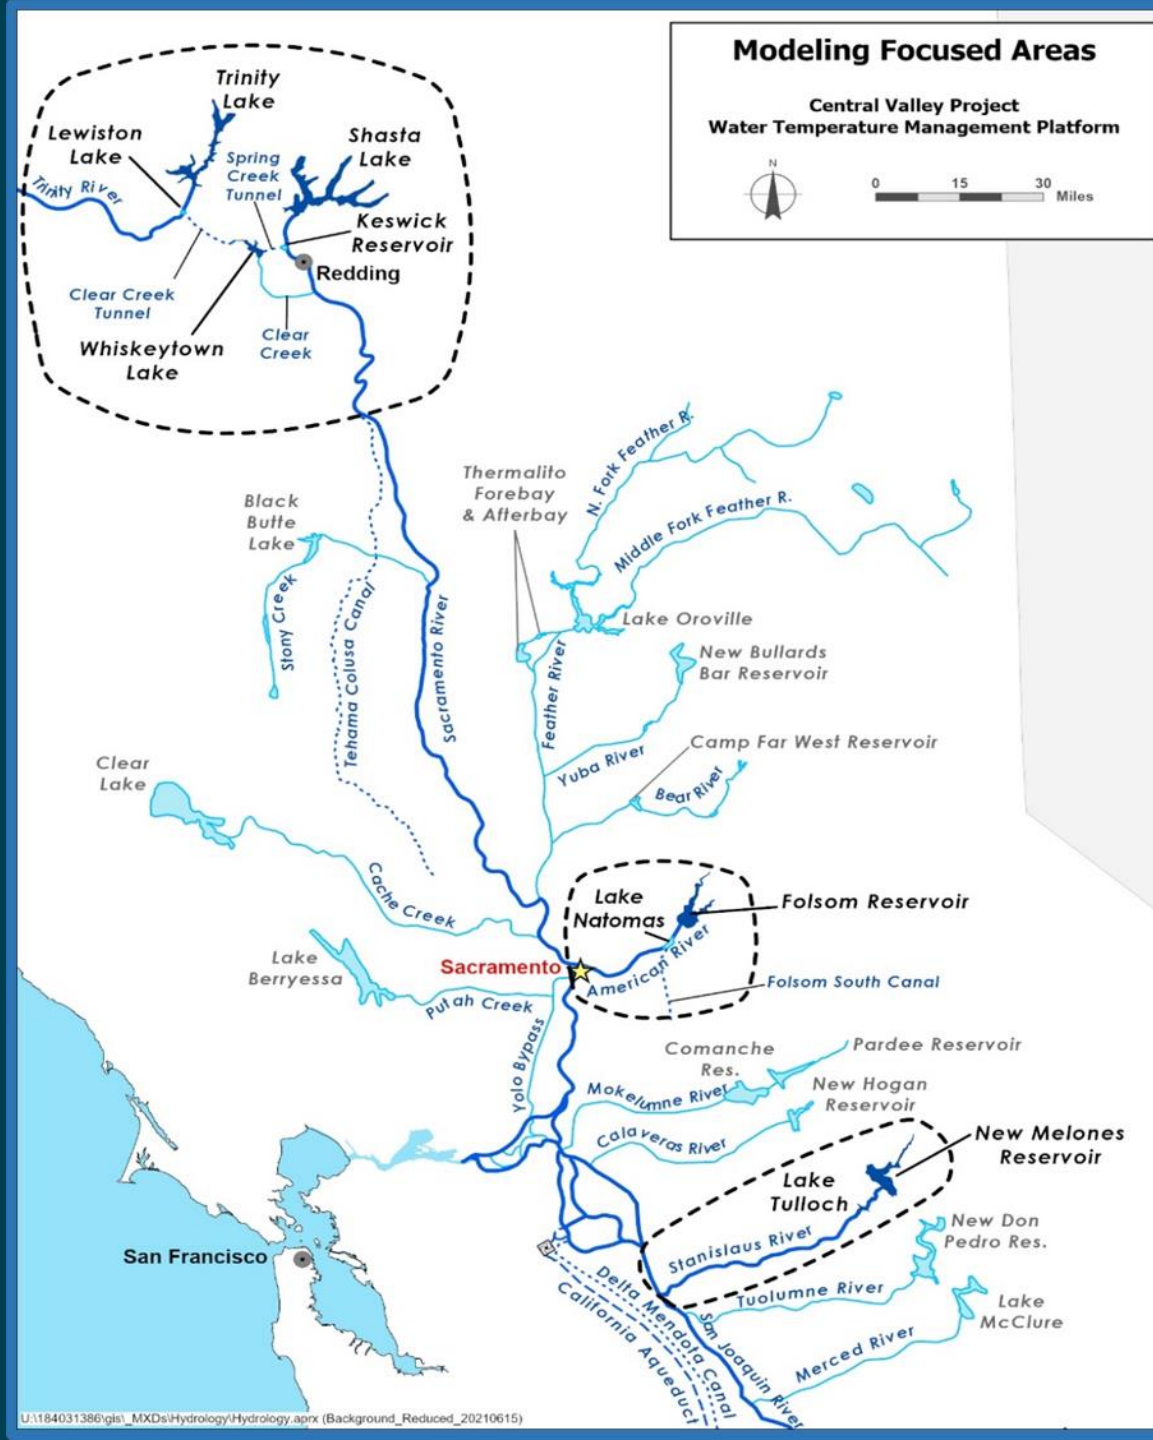 Modeling Focused Areas
Central Valley Project
Water Temperature Management Platform
N
0 15 30 Miles
Trinity
Lake
Lewiston
Lake
Shasta
Lake
Spring
Creek
Tunnel
Trinity River
Keswick
Reservoir
Redding
Clear Creek
Tunnel
Whiskeytown
Lake
Clear
Creek
Thermalito
Forebay
& Afterbay
N. Fork Feather R.
Middle Fork Feather R.
Black
Butte
Lake
Stony Creek
Tehama Colusa Canal
Sacramento River
Feather River
Lake Oroville
New Bullards
Bar Reservoir
Yuba River
Camp Far West Reservoir
Bear River
Clear
Lake
Cache Creek
Lake
Natomas
Folsom Reservoir
American River
Sacramento
Folsom South Canal
Lake
Berryessa
Putah Creek
Yolo Bypass
Comanche
Res.
Pardee Reservoir
Mokelumne River
New Hogan
Reservoir
Calaveras River
New Melones
Reservoir
Lake
Tulloch
Stanislaus River
New Don
Pedro Res.
Tuolumne River
Lake
McClure
Merced River
San Joaquin River
Delta Mendota Canal
California Aqueduct
San Francisco
U:\184031386\gis\_MXDs\Hydrology\Hydrology.aprx (Background_Reduced_20210615)